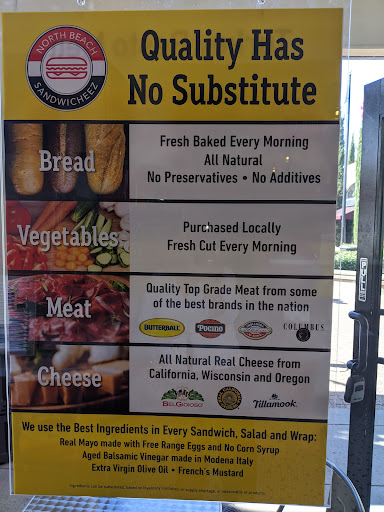 NORTH BEACH
SANDWICHEZ
Quality Has
No Substitute
Bread
Fresh Baked Every Morning
All Natural
No Preservatives • No Additives
Vegetables
Purchased Locally
Fresh Cut Every Morning
Meat
Quality Top Grade Meat from some
of the best brands in the nation
BUTTERBALL
POCINO
COLUMBUS
Cheese
All Natural Real Cheese from
California, Wisconsin and Oregon
BELGIOIOSO
Tillamook
We use the Best Ingredients in Every Sandwich, Salad and Wrap:
Real Mayo made with Free Range Eggs and No Corn Syrup
Aged Balsamic Vinegar made in Modena Italy
Extra Virgin Olive Oil • French's Mustard